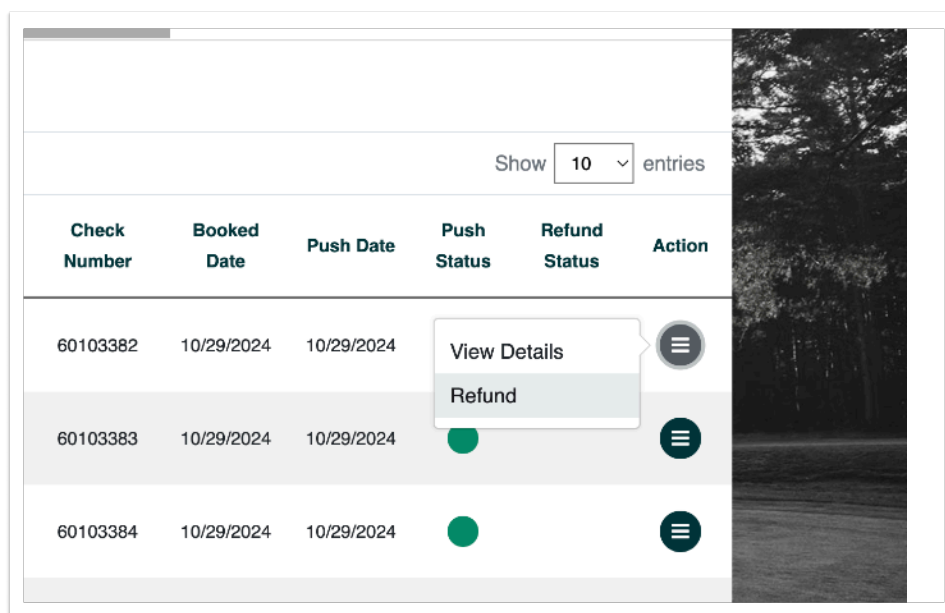 Show 10 entries
Check Number
Booked Date
Push Date
Push Status
Refund Status
Action
60103382 10/29/2024 10/29/2024
View Details
Refund
60103383 10/29/2024 10/29/2024
60103384 10/29/2024 10/29/2024